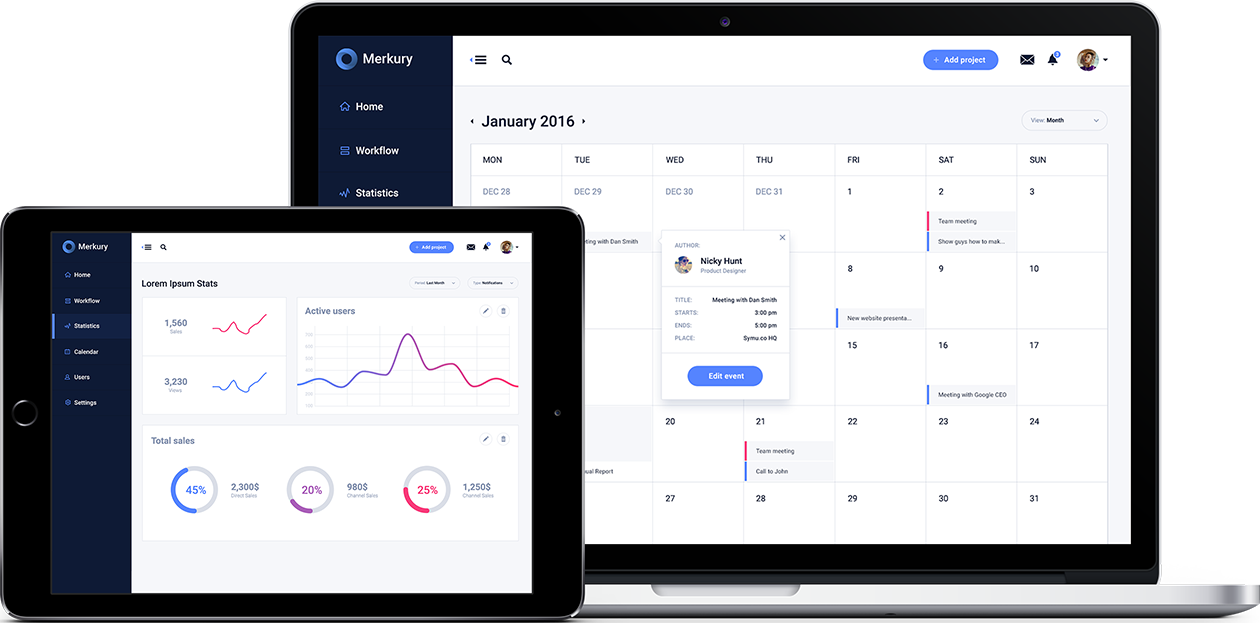 Merkury
+ Add project
3
Home
Workflow
Statistics
January 2016
View: Month
MON TUE WED THU FRI SAT SUN
DEC 28 DEC 29 DEC 30 DEC 31 1 2 3
Team meeting
ting with Dan Smith
Show guys how to mak...
8 9 10
New website presenta...
15 16 17
Meeting with Google CEO
20 21 22 23 24
Team meeting
ual Report
Call to John
27 28 29 30 31
AUTHOR:
Nicky Hunt
Product Designer
TITLE: Meeting with Dan Smith
STARTS: 3:00 pm
ENDS: 5:00 pm
PLACE: Symu.co HQ
Edit event
Merkury
+ Add project
Home
Workflow
Statistics
Calendar
Users
Settings
Lorem Ipsum Stats
Period: Last Month
Type: Notifications
1,560
Sales
3,230
Views
Active users
Total sales
45%
2,300$
Direct Sales
20%
980$
Channel Sales
25%
1,250$
Channel Sales